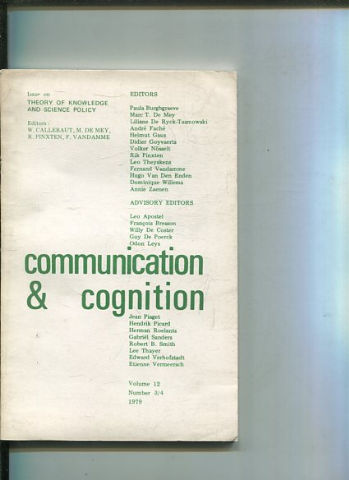 Issue on
THEORY OF KNOWLEDGE
AND SCIENCE POLICY
Editors :
W. CALLEBAUT, M. DE MEY,
R. PINXTEN, F. VANDAMME
EDITORS
Paula Burghgraeve
Marc T. De Mey
Liliane De Ryck-Tasmowski
André Faché
Helmut Gaus
Didier Goyvaerts
Volker Nösselt
Rik Pinxten
Leo Theyskens
Fernand Vandamme
Hugo Van Den Enden
Dominique Willems
Annie Zaenen
ADVISORY EDITORS
Leo Apostel
François Bresson
Willy De Coster
Guy De Poerck
Odon Leys
communication
& cognition
Jean Piaget
Hendrik Picard
Herman Roelants
Gabriël Sanders
Robert B. Smith
Lee Thayer
Edward Verhofstadt
Etienne Vermeersch
Volume 12
Number 3/4
1979